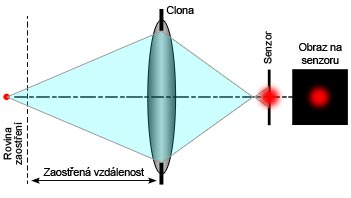 Clona
Senzor
Obraz na
senzoru
Rovina
zaostření
Zaostřená vzdálenost